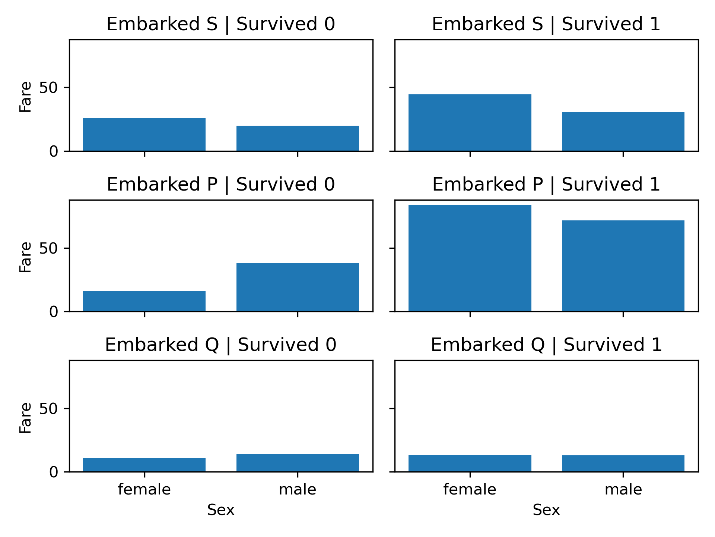 Embarked S | Survived 0
Embarked S | Survived 1
Fare
50
0
Embarked P | Survived 0
Embarked P | Survived 1
Fare
50
0
Embarked Q | Survived 0
Embarked Q | Survived 1
Fare
50
0
female male
female male
Sex
Sex